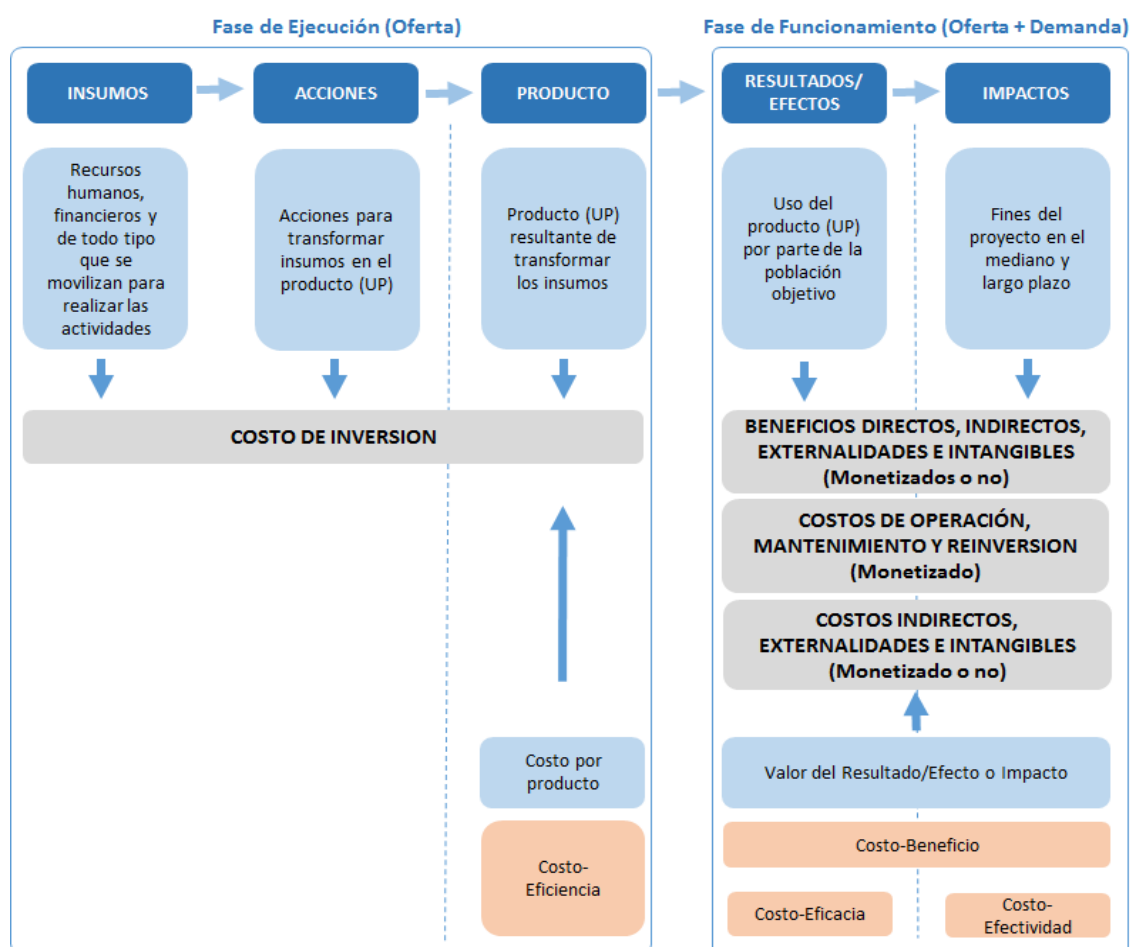 Fase de Ejecución (Oferta)
Fase de Funcionamiento (Oferta + Demanda)
INSUMOS
ACCIONES
PRODUCTO
RESULTADOS/
EFECTOS
IMPACTOS
Recursos
humanos,
financieros y
de todo tipo
que se
movilizan para
realizar las
actividades
Acciones para
transformar
insumos en el
producto (UP)
Producto (UP)
resultante de
transformar
los insumos
Uso del
producto (UP)
por parte de la
población
objetivo
Fines del
proyecto en el
mediano y
largo plazo
COSTO DE INVERSION
BENEFICIOS DIRECTOS, INDIRECTOS,
EXTERNALIDADES E INTANGIBLES
(Monetizados o no)
COSTOS DE OPERACIÓN,
MANTENIMIENTO Y REINVERSION
(Monetizado)
COSTOS INDIRECTOS,
EXTERNALIDADES E INTANGIBLES
(Monetizado o no)
Costo por
producto
Valor del Resultado/Efecto o Impacto
Costo-
Eficiencia
Costo-Beneficio
Costo-Eficacia
Costo-
Efectividad